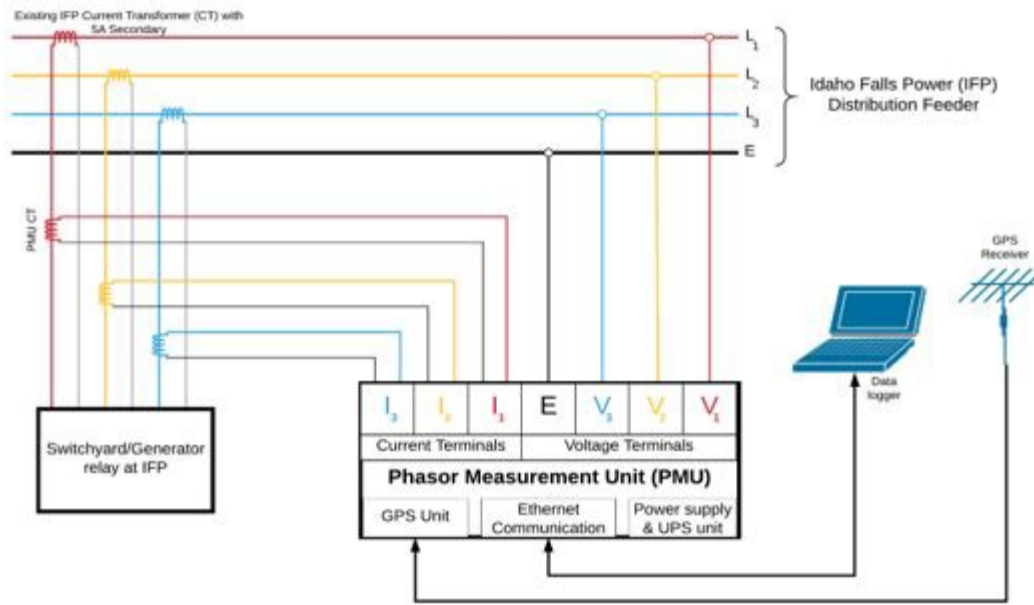 Existing IFP Current Transformer (CT) with
5A Secondary
L1
L2
L3
E
Idaho Falls Power (IFP)
Distribution Feeder
PMU CT
GPS
Receiver
Data
logger
Switchyard/Generator
relay at IFP
I3 I2 I1 E V3 V2 V1
Current Terminals Voltage Terminals
Phasor Measurement Unit (PMU)
GPS Unit
Ethernet
Communication
Power supply
& UPS unit